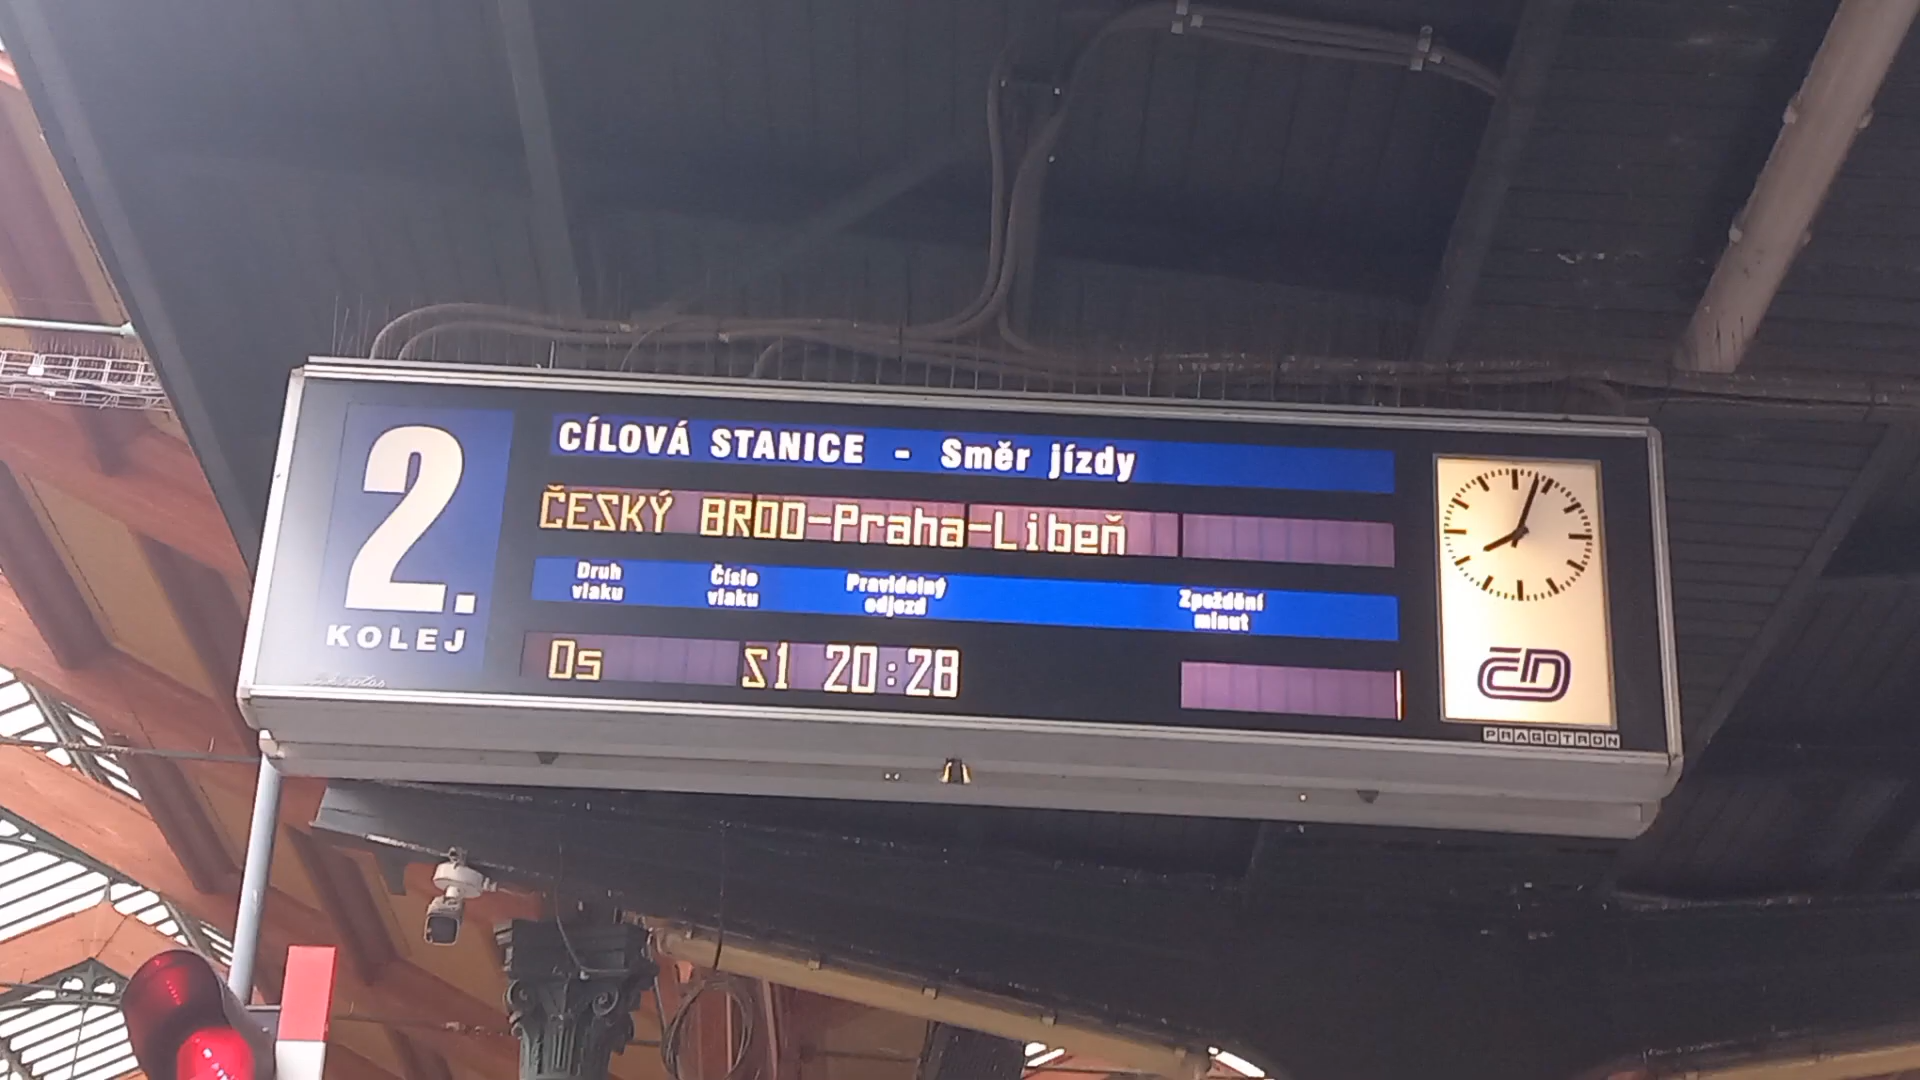 2.
KOLEJ
CÍLOVÁ STANICE - Směr jízdy
ČESKÝ BROD-Praha-Libeň
Druh vlaku
Číslo vlaku
Pravidelný odjezd
Zpoždění minut
Os S1 20:28
ČD
PRAGOTRON